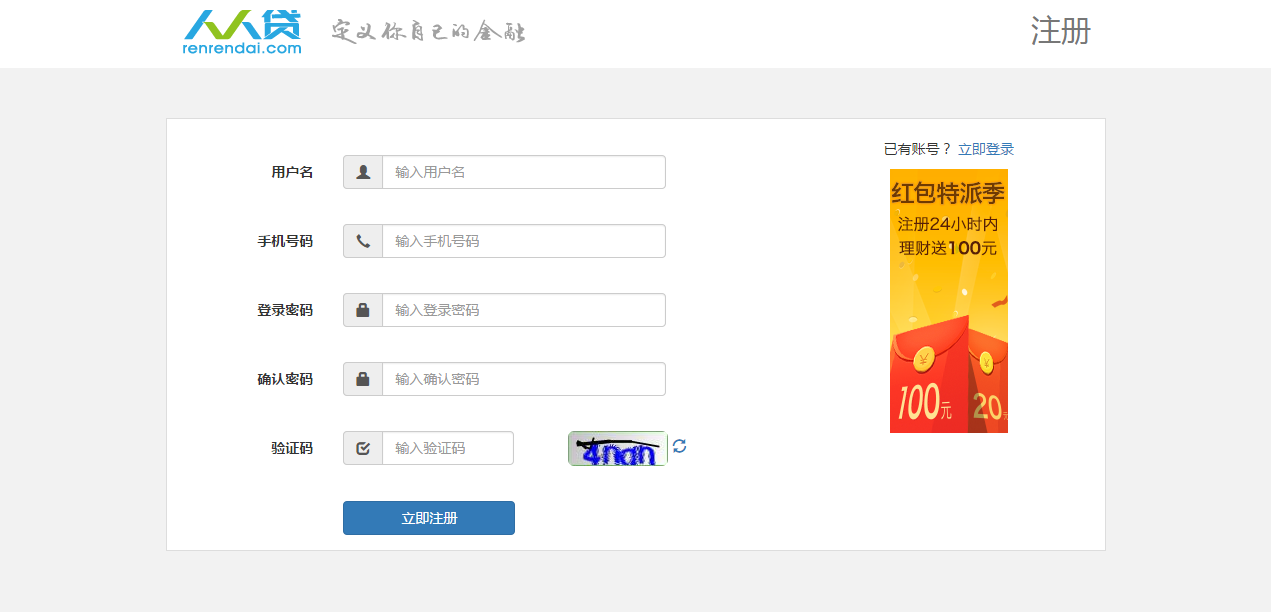 人人贷
renrendai.com
定义你自己的金融
注册
已有账号？ 立即登录
用户名 输入用户名
手机号码 输入手机号码
登录密码 输入登录密码
确认密码 输入确认密码
验证码 输入验证码
立即注册
红包特派季
注册24小时内
理财送100元
100元
20元